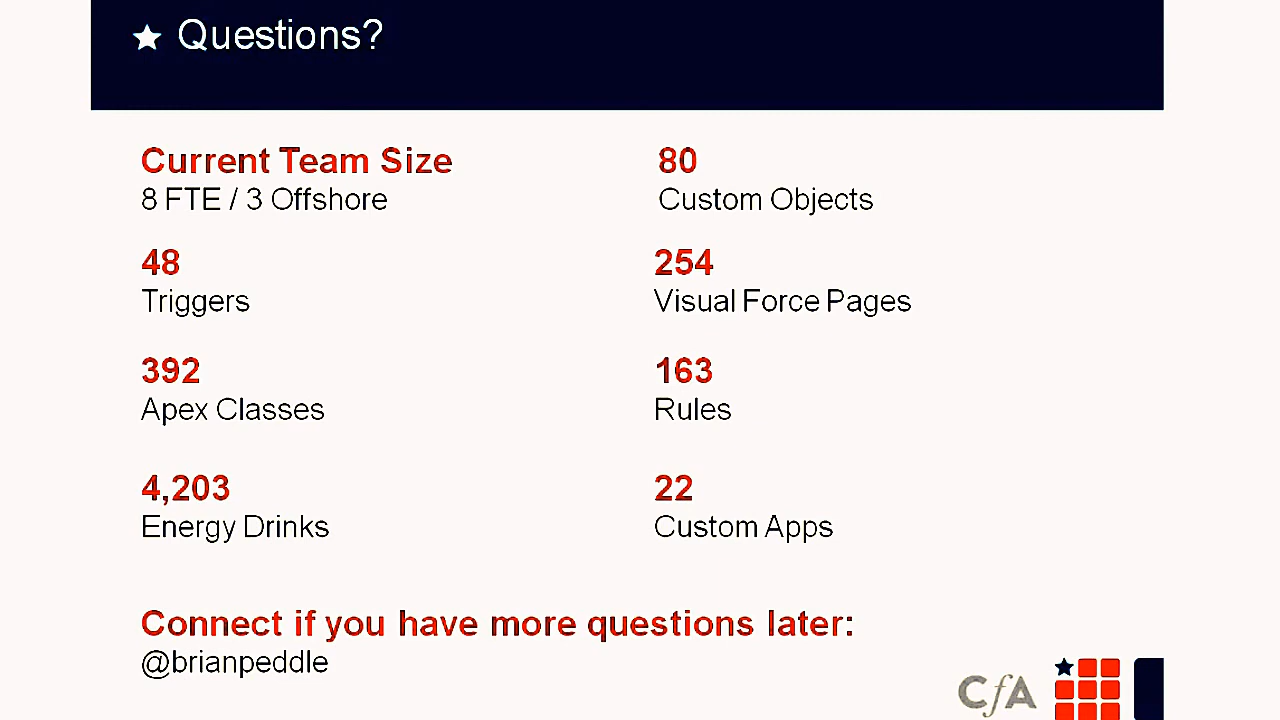 Questions?
Current Team Size
8 FTE / 3 Offshore
80
Custom Objects
48
Triggers
254
Visual Force Pages
392
Apex Classes
163
Rules
4,203
Energy Drinks
22
Custom Apps
Connect if you have more questions later:
@brianpeddle
CfA